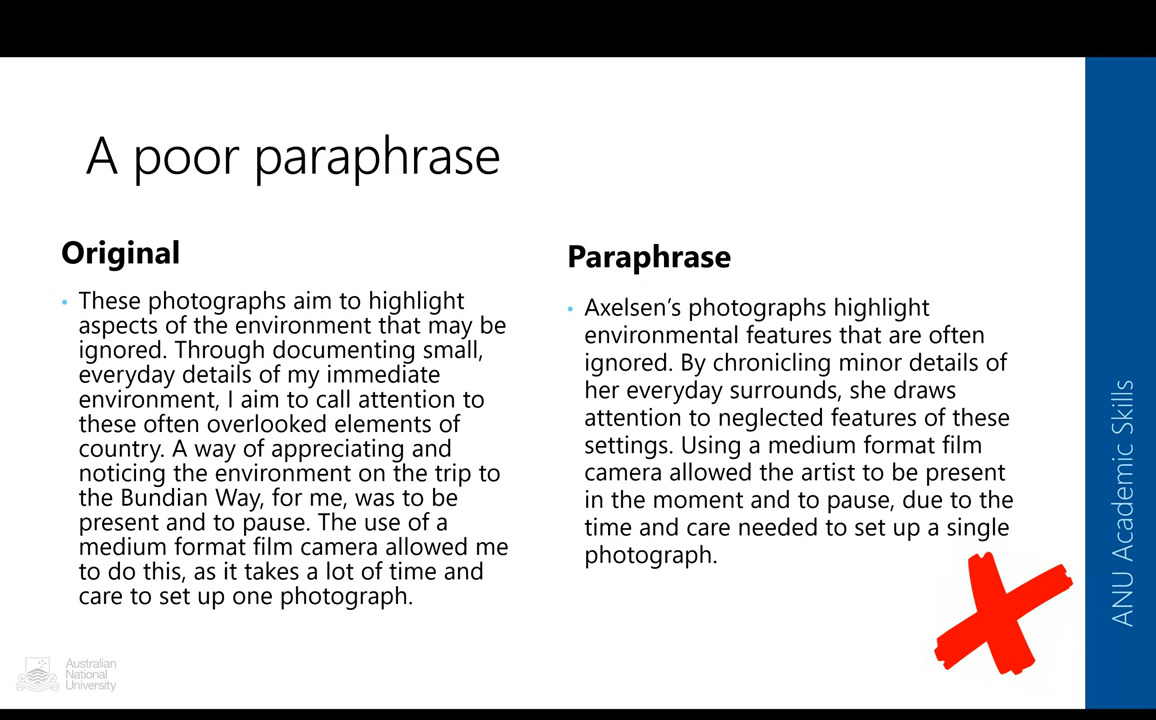 A poor paraphrase
Original
• These photographs aim to highlight
aspects of the environment that may be
ignored. Through documenting small,
everyday details of my immediate
environment, I aim to call attention to
these often overlooked elements of
country. A way of appreciating and
noticing the environment on the trip to
the Bundian Way, for me, was to be
present and to pause. The use of a
medium format film camera allowed me
to do this, as it takes a lot of time and
care to set up one photograph.
Paraphrase
• Axelsen’s photographs highlight
environmental features that are often
ignored. By chronicling minor details of
her everyday surrounds, she draws
attention to neglected features of these
settings. Using a medium format film
camera allowed the artist to be present
in the moment and to pause, due to the
time and care needed to set up a single
photograph.
ANU Academic Skills
Australian
National
University